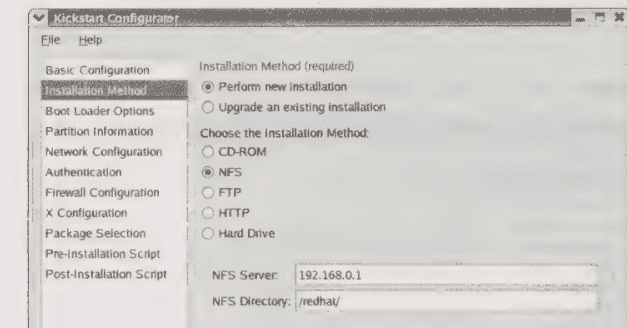 Kickstart Configurator
File Help
Basic Configuration
Installation Method
Boot Loader Options
Partition Information
Network Configuration
Authentication
Firewall Configuration
X Configuration
Package Selection
Pre-Installation Script
Post-Installation Script
Installation Method (required)
Perform new installation
Upgrade an existing installation
Choose the Installation Method:
CD-ROM
NFS
FTP
HTTP
Hard Drive
NFS Server: 192.168.0.1
NFS Directory: /redhat/